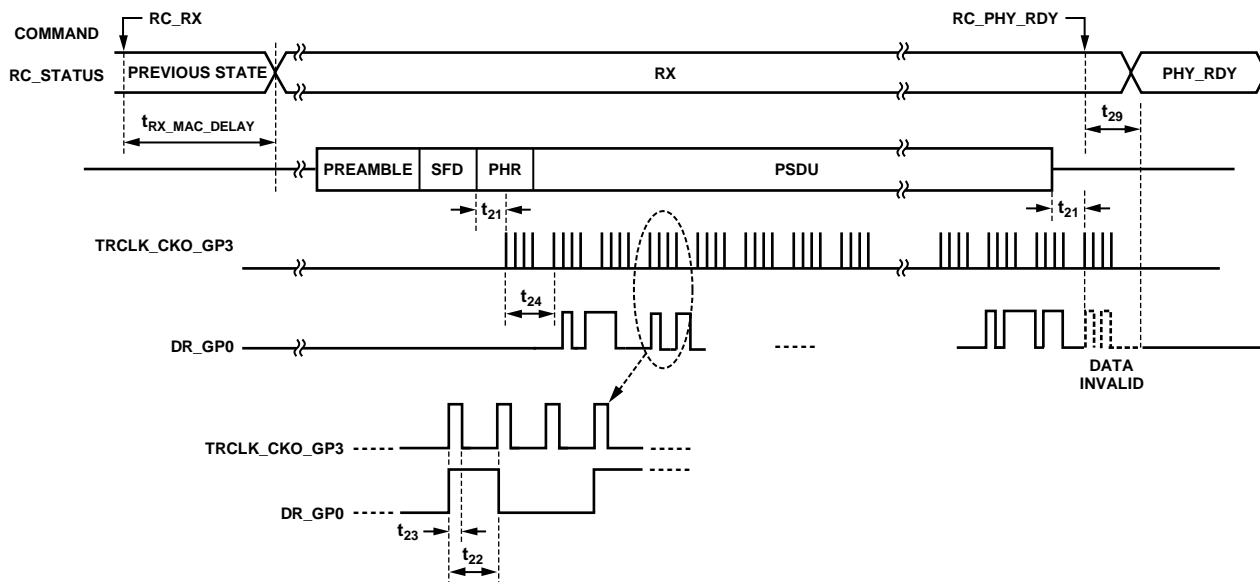 RC_RX
RC_PHY_RDY
COMMAND
RC_STATUS
PREVIOUS STATE
RX
PHY_RDY
tRX_MAC_DELAY
t29
PREAMBLE
SFD
PHR
PSDU
t21
t21
TRCLK_CKO_GP3
t24
DR_GP0
DATA
INVALID
TRCLK_CKO_GP3
DR_GP0
t23
t22